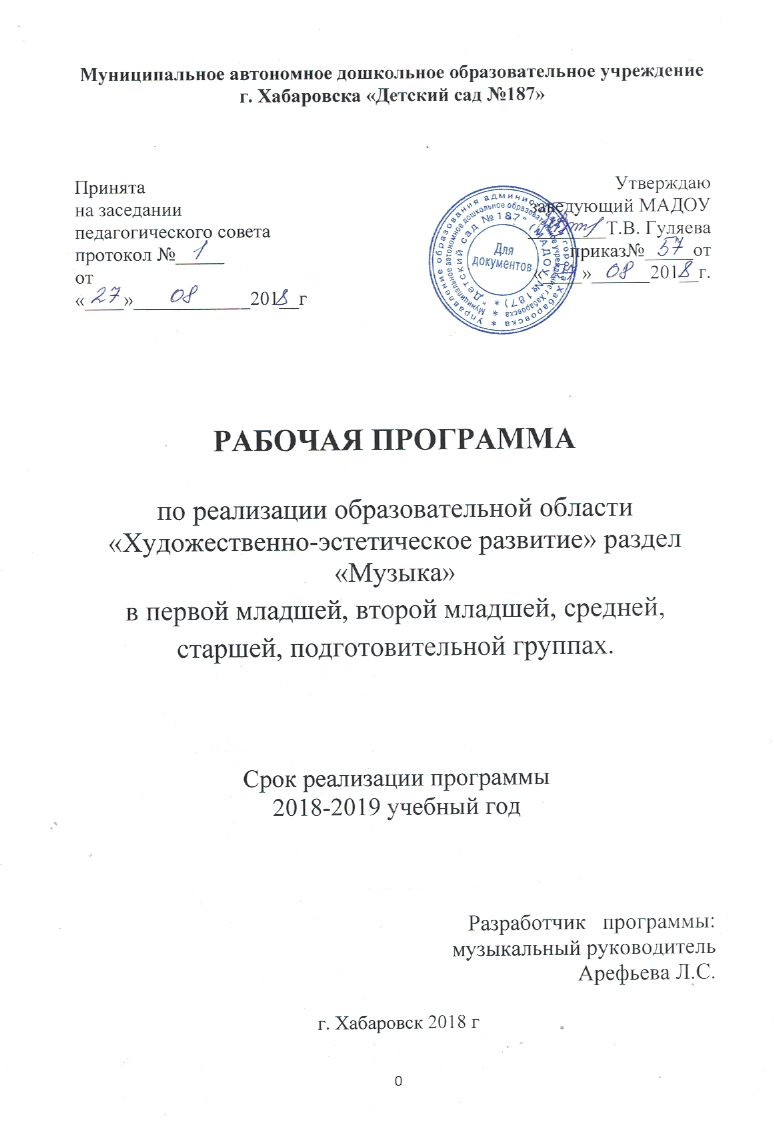 Муниципальное автономное дошкольное образовательное учреждение
г. Хабаровска «Детский сад №187»
Принята
на заседании
педагогического совета
протокол № 1
от
«27» 08 2018 г
Утверждаю
заведующий МАДОУ
Т.В. Гуляева
приказ№ 57 от
« » 08 2018 г.
Для
документов
РАБОЧАЯ ПРОГРАММА
по реализации образовательной области
«Художественно-эстетическое развитие» раздел
«Музыка»
в первой младшей, второй младшей, средней,
старшей, подготовительной группах.
Срок реализации программы
2018-2019 учебный год
Разработчик программы:
музыкальный руководитель
Арефьева Л.С.
г. Хабаровск 2018 г
0